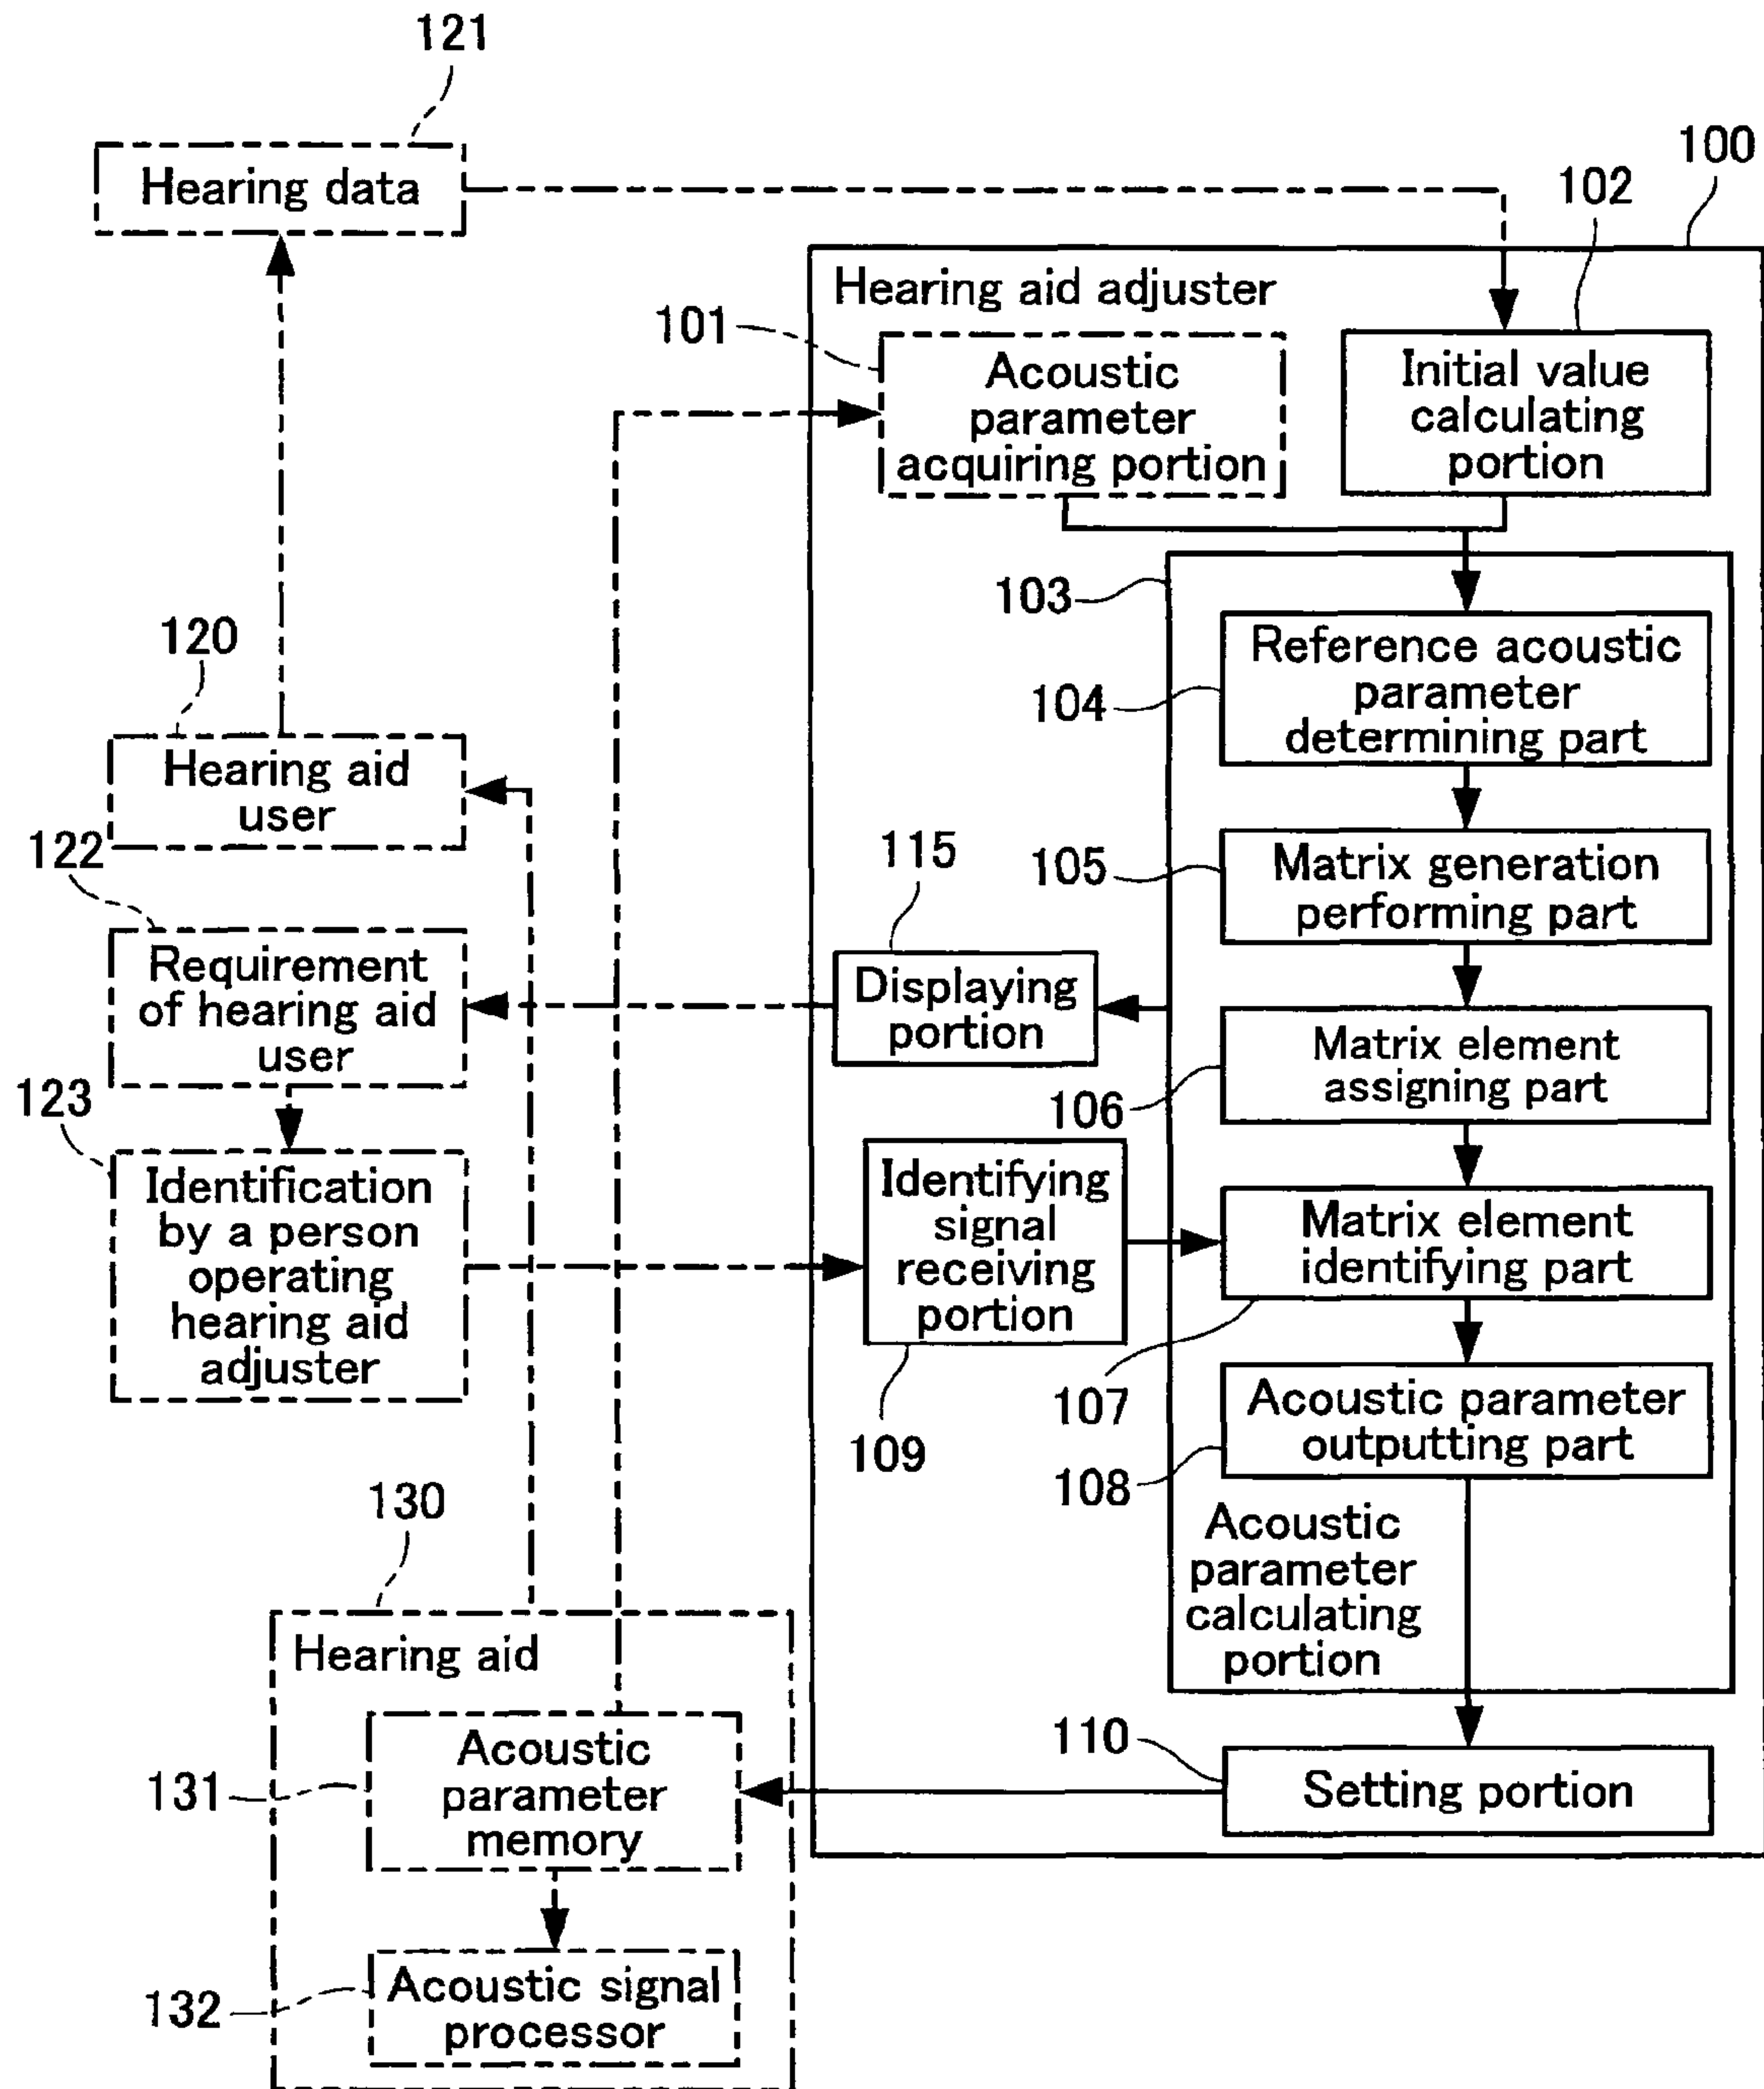 121
Hearing data
100
102
Hearing aid adjuster
101
Acoustic
parameter
acquiring portion
Initial value
calculating
portion
103
120
Reference acoustic
parameter
determining part
104
Hearing aid
user
122
115
105
Matrix generation
performing part
Requirement
of hearing aid
user
Displaying
portion
Matrix element
assigning part
106
123
Identification
by a person
operating
hearing aid
adjuster
Identifying
signal
receiving
portion
109
Matrix element
identifying part
107
Acoustic parameter
outputting part
108
130
Acoustic
parameter
calculating
portion
Hearing aid
110
131
Acoustic
parameter
memory
Setting portion
132
Acoustic signal
processor